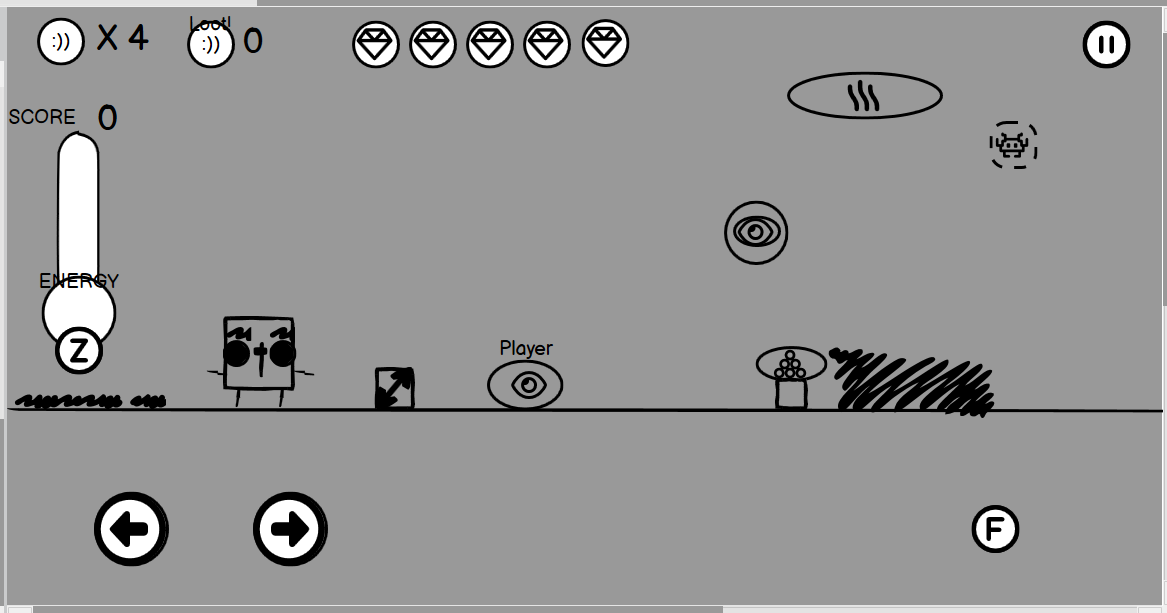 :)) X 4
Loot!
:)) 0
SCORE 0
ENERGY
Z
Player
F